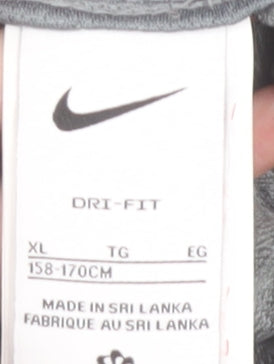 DRI-FIT
XL TG EG
158-170CM
MADE IN SRI LANKA
FABRIQUE AU SRI LANKA